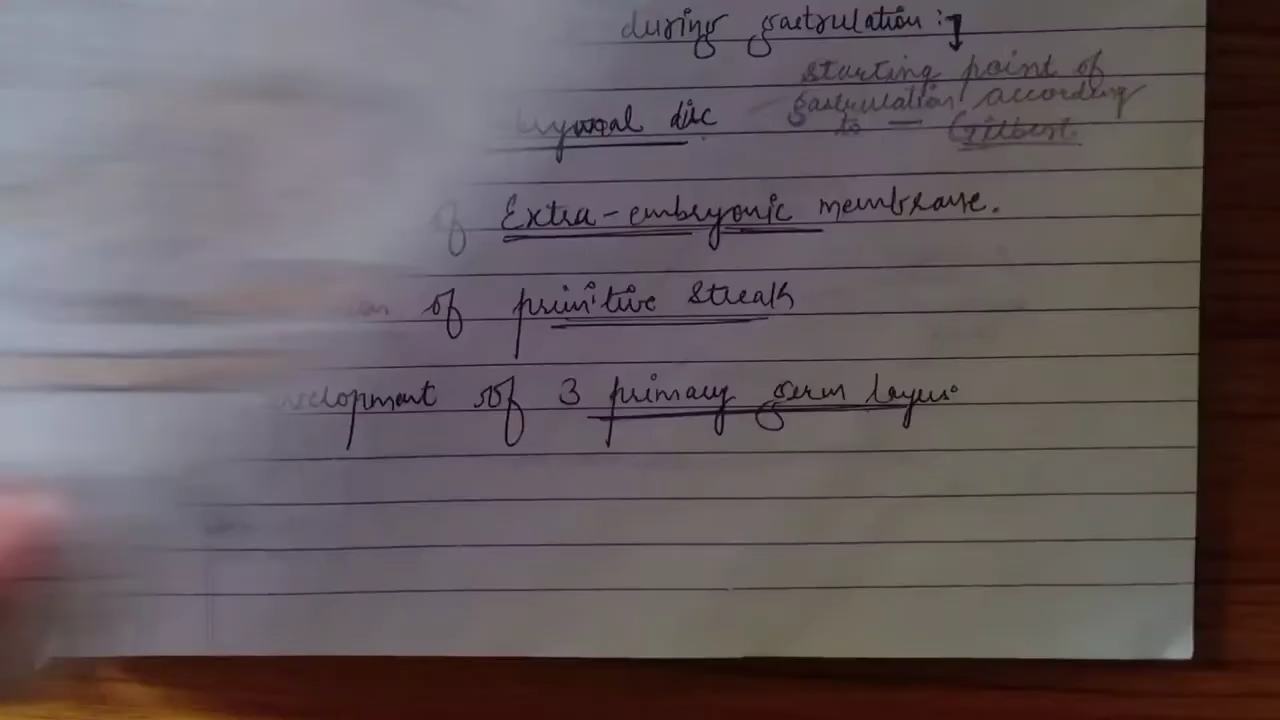 during gastrulation :-
starting point of
gastrulation according
to — Gilbert
disc
of Extra-embryonic membrane.
of primitive streak
of 3 primary germ layers